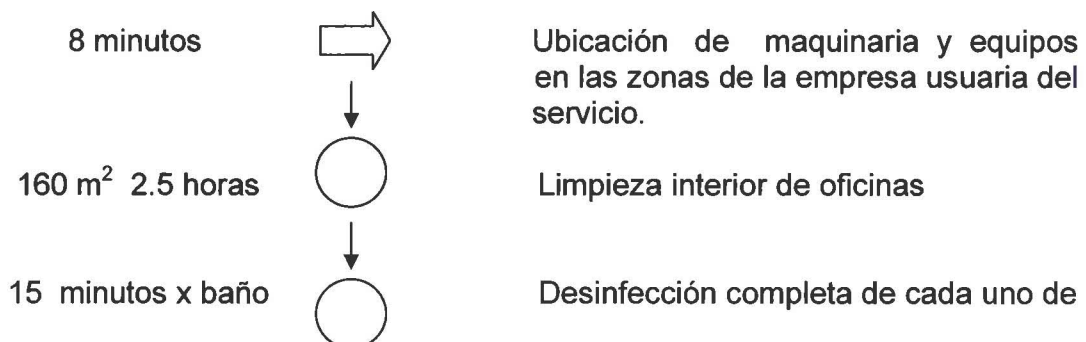 8 minutos
Ubicación de maquinaria y equipos
en las zonas de la empresa usuaria del
servicio.
160 m² 2.5 horas
Limpieza interior de oficinas
15 minutos x baño
Desinfección completa de cada uno de